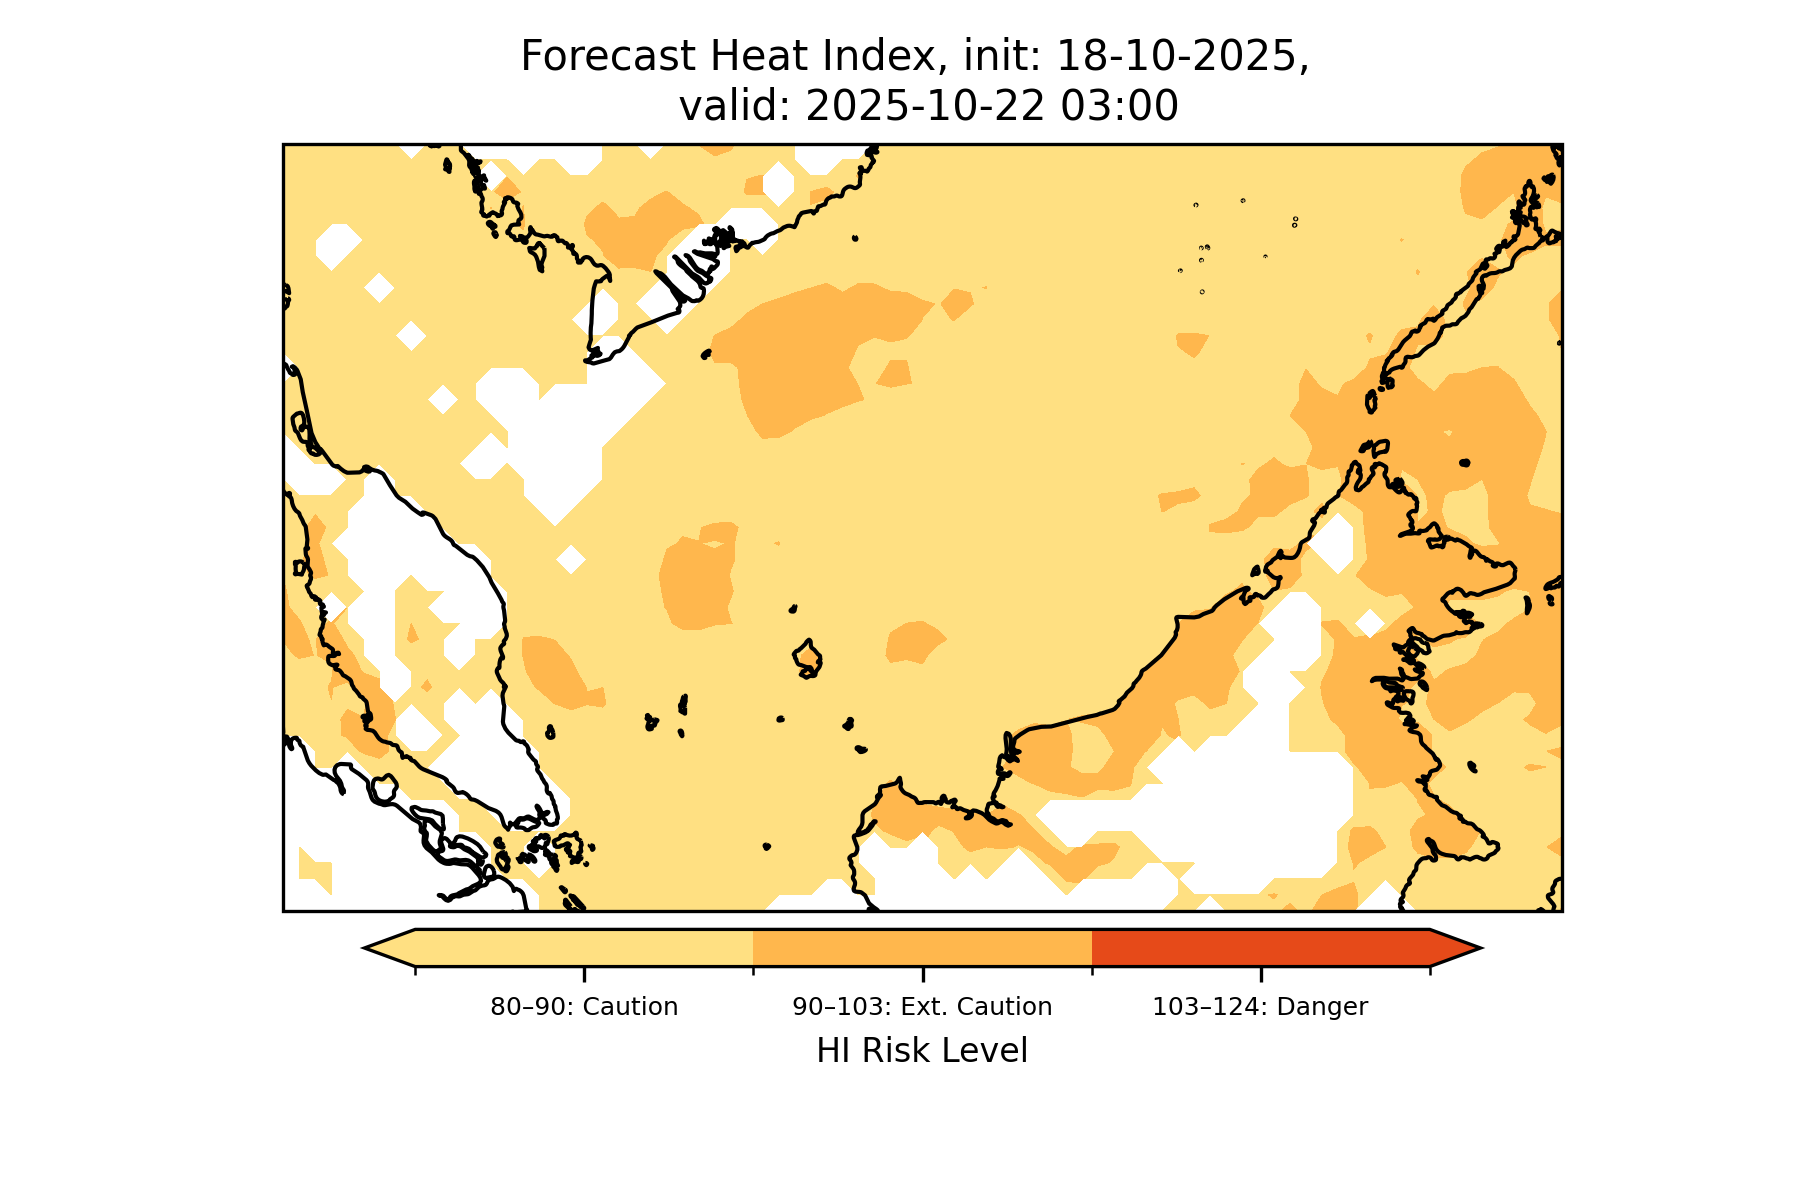 Forecast Heat Index, init: 18-10-2025,
valid: 2025-10-22 03:00
80–90: Caution
90–103: Ext. Caution
103–124: Danger
HI Risk Level